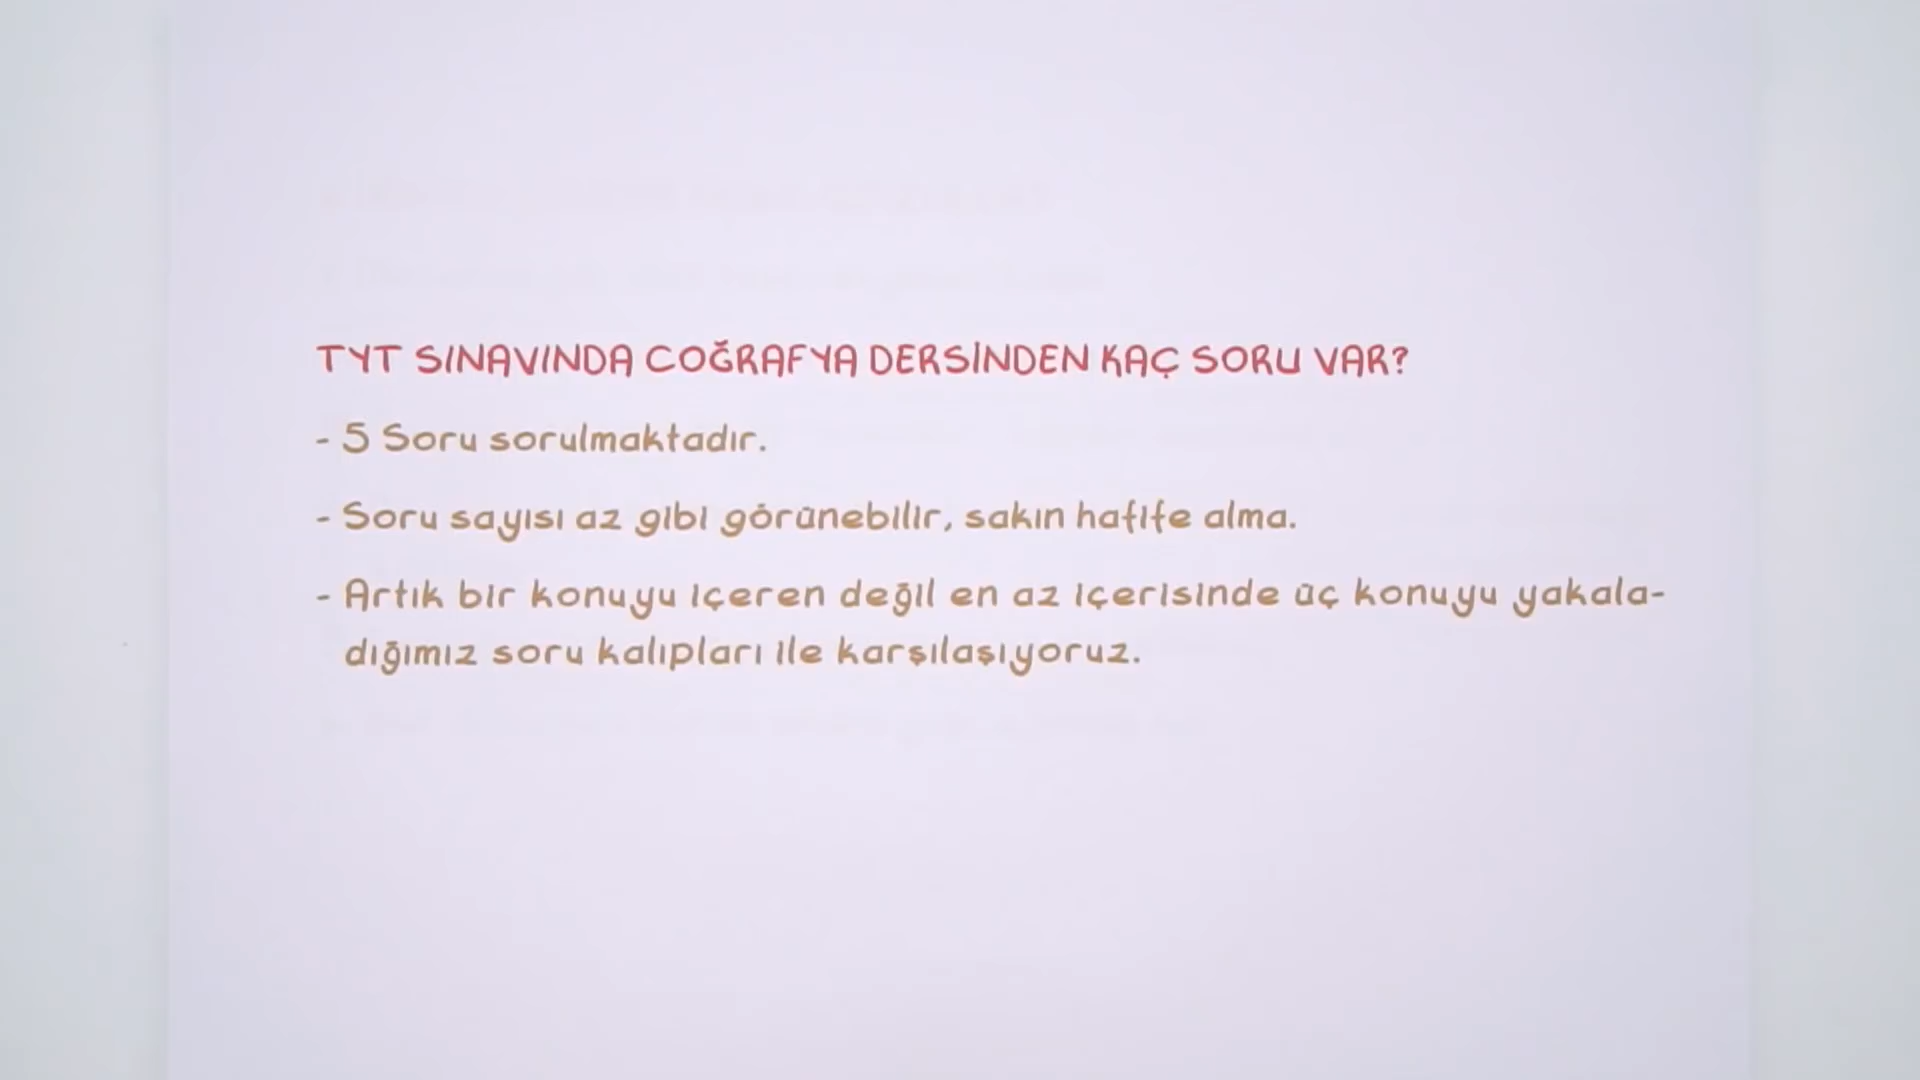 TYT SINAVINDA COĞRAFYA DERSİNDEN KAÇ SORU VAR?
- 5 Soru sorulmaktadır.
- Soru sayısı az gibi görünebilir, sakın hafife alma.
- Artık bir konuyu içeren değil en az içerisinde üç konuyu yakala-
dığımız soru kalıpları ile karşılaşıyoruz.